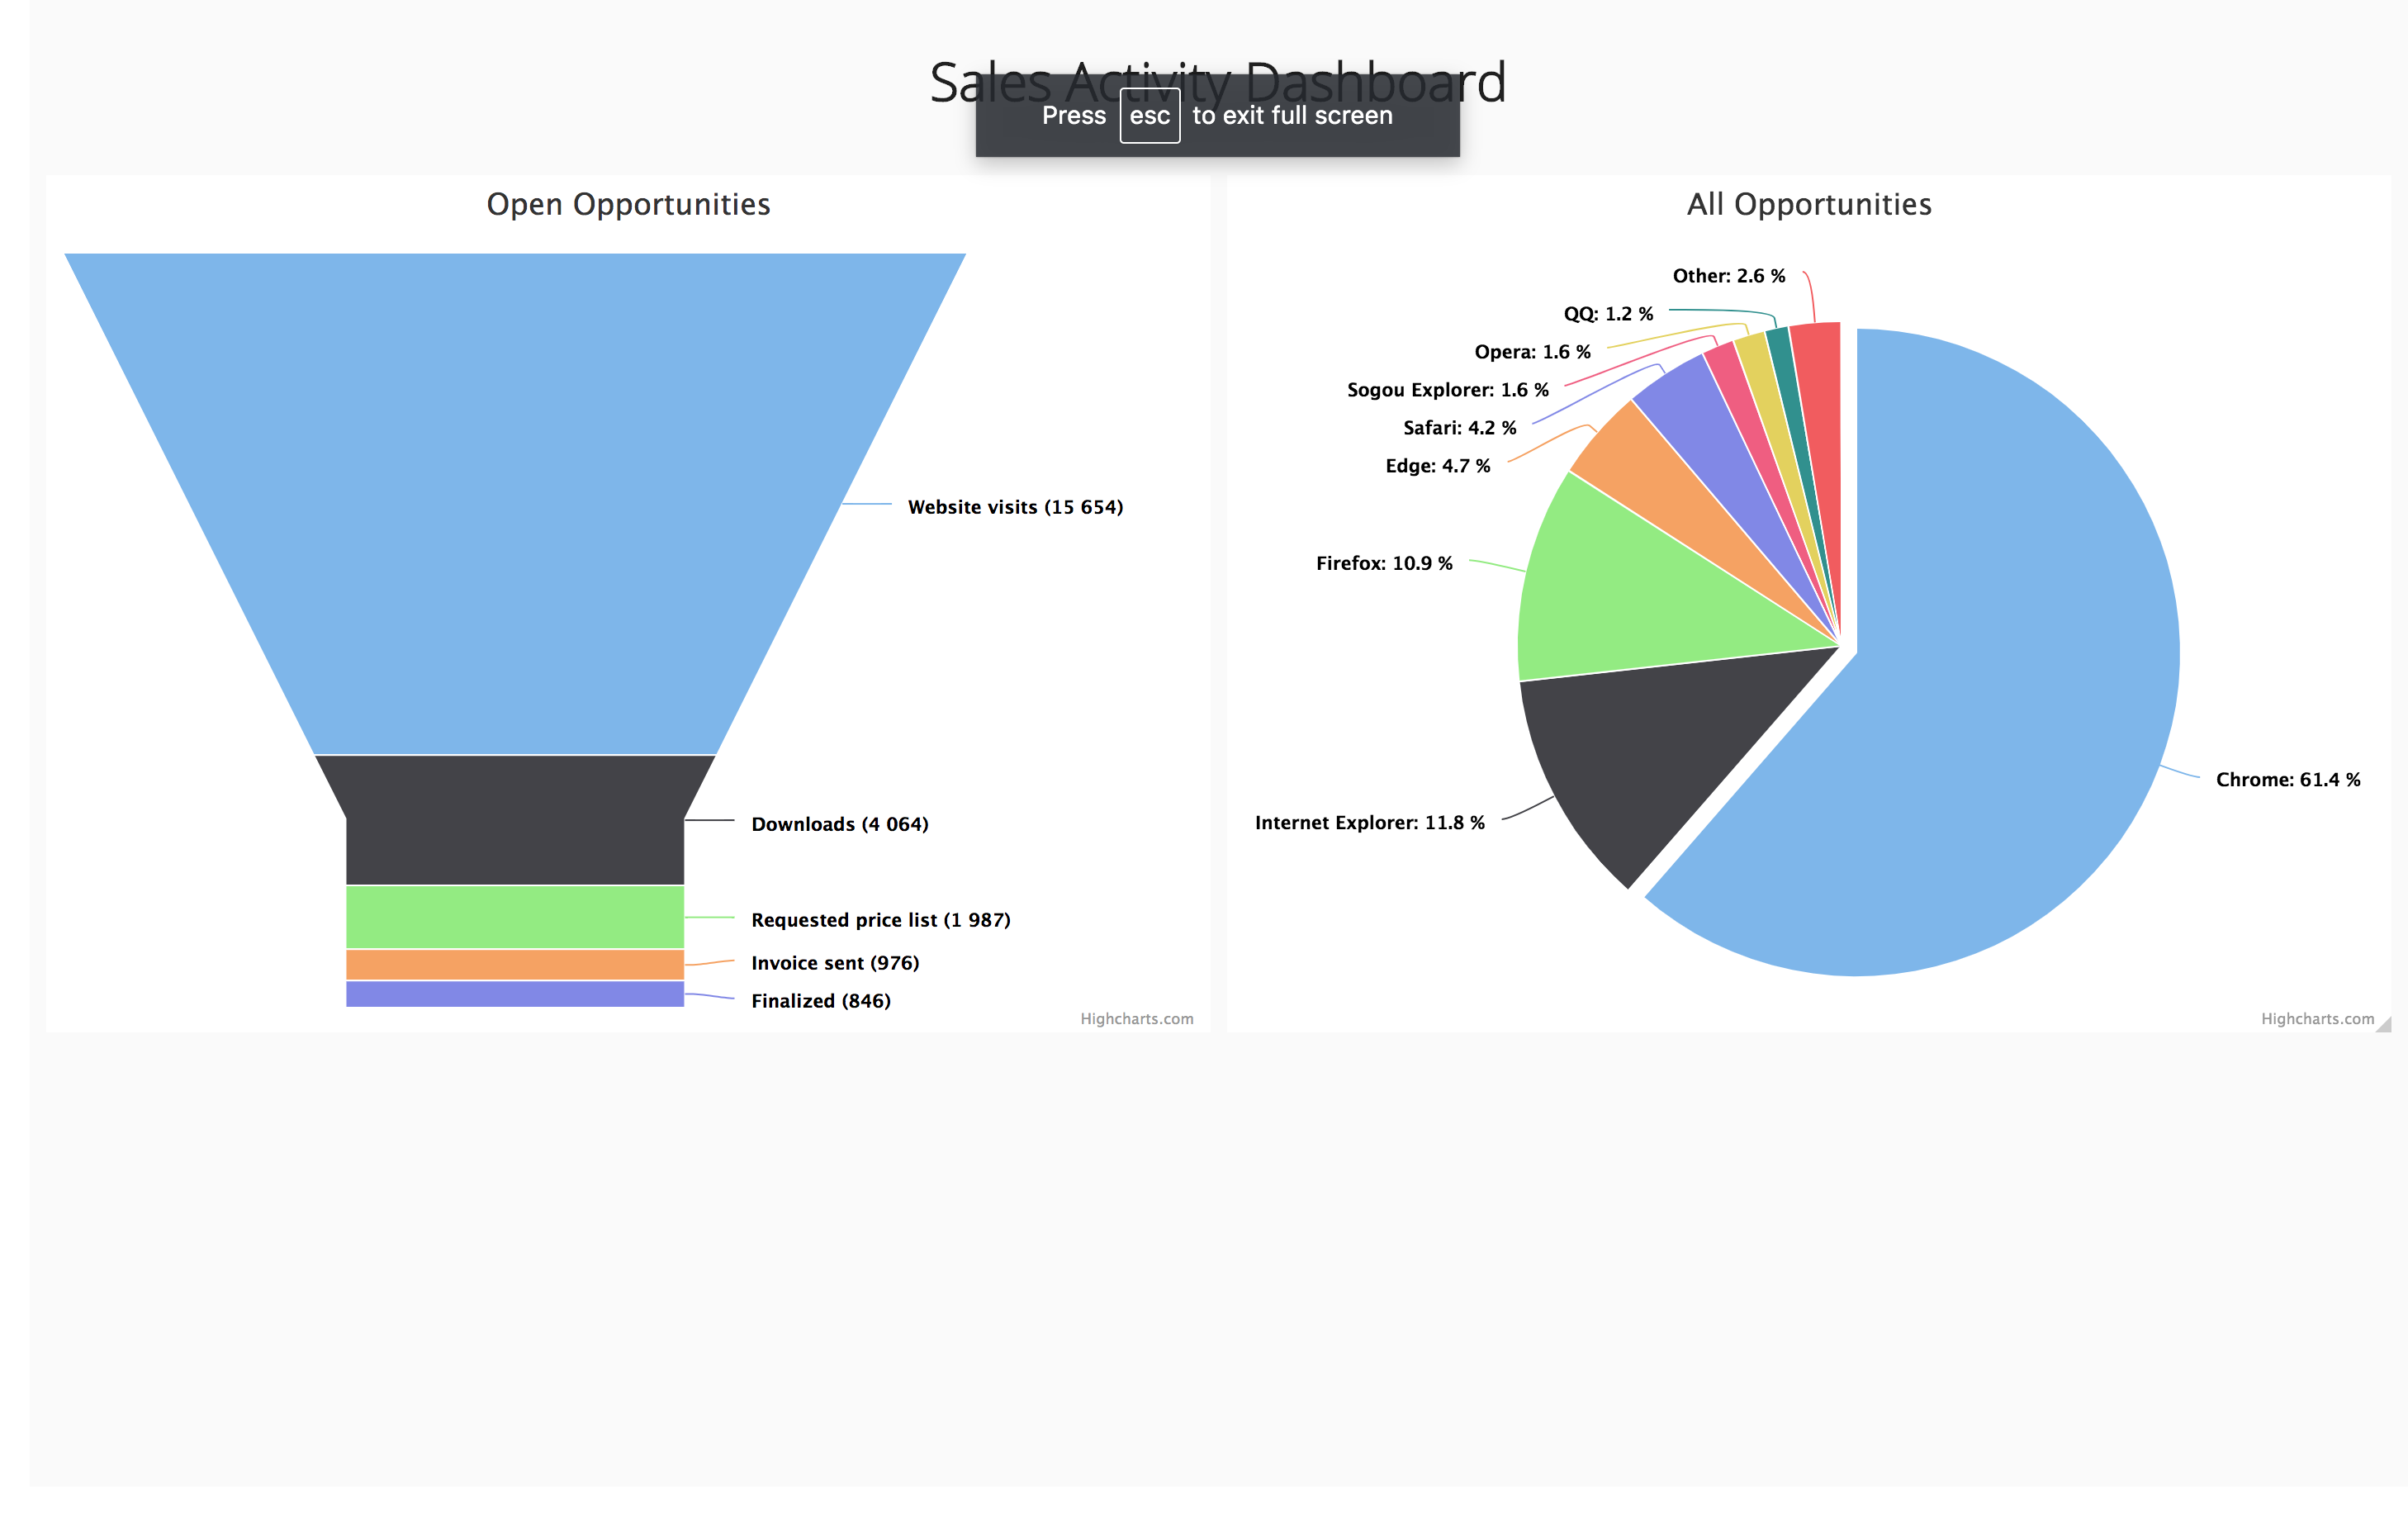 Sales Activity Dashboard
Press esc to exit full screen
Open Opportunities
Website visits (15 654)
Downloads (4 064)
Requested price list (1 987)
Invoice sent (976)
Finalized (846)
Highcharts.com
All Opportunities
Other: 2.6 %
QQ: 1.2 %
Opera: 1.6 %
Sogou Explorer: 1.6 %
Safari: 4.2 %
Edge: 4.7 %
Firefox: 10.9 %
Chrome: 61.4 %
Internet Explorer: 11.8 %
Highcharts.com